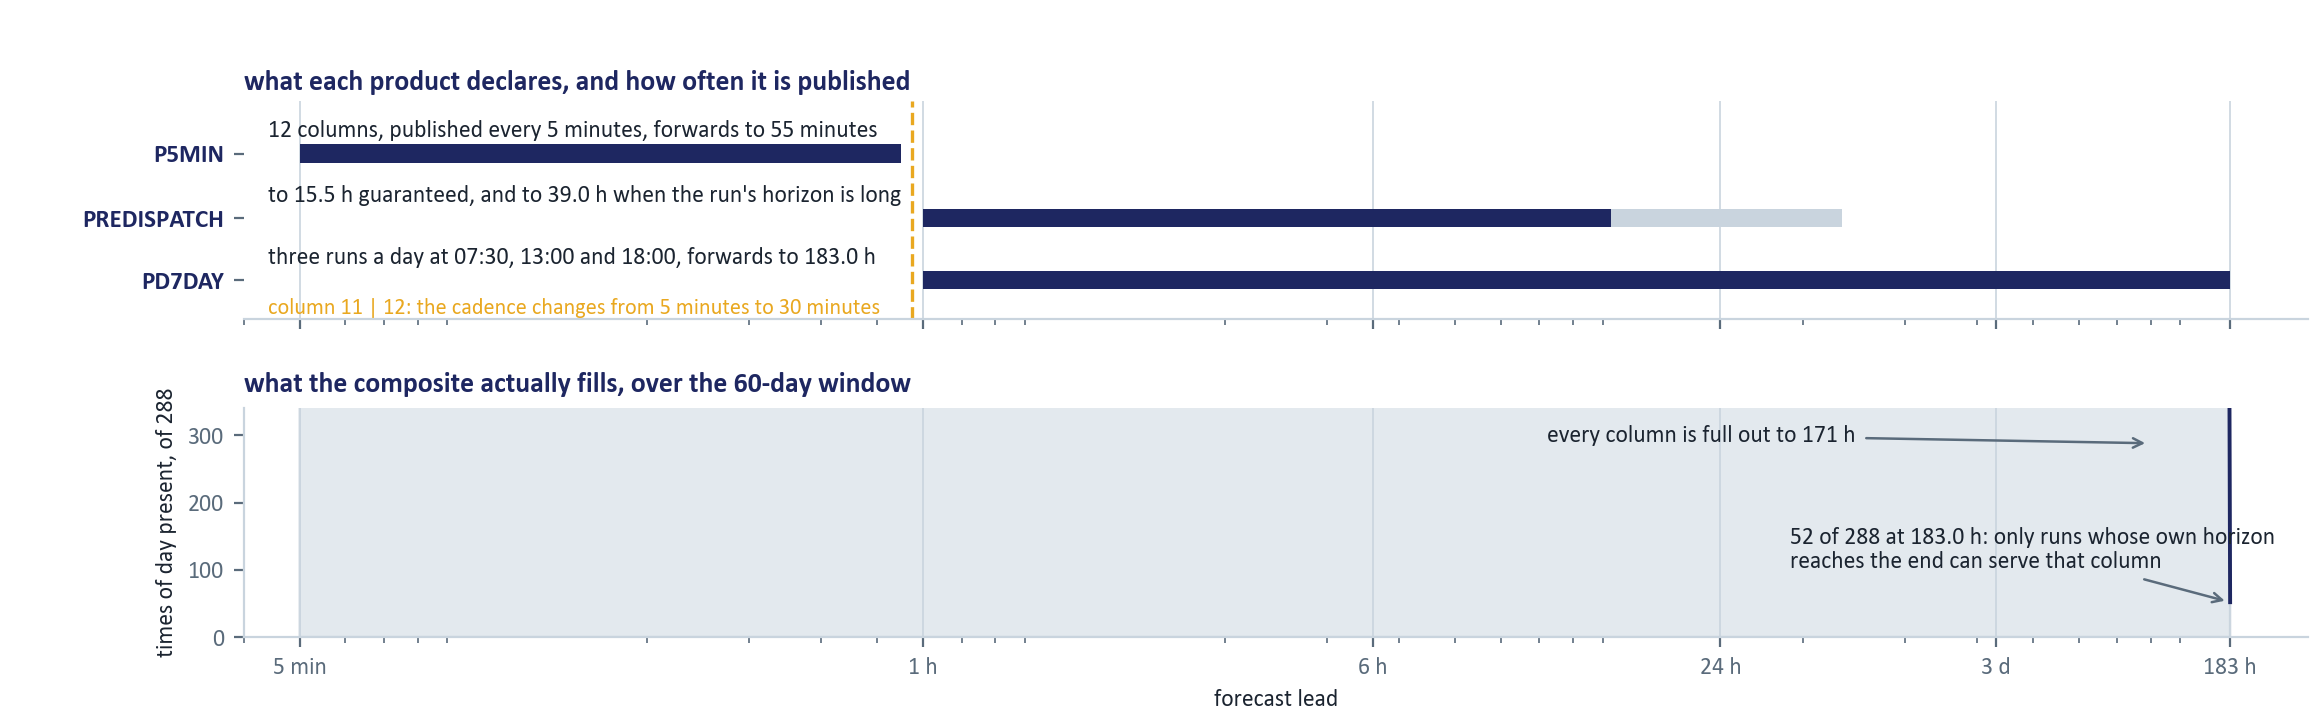 what each product declares, and how often it is published
12 columns, published every 5 minutes, forwards to 55 minutes
P5MIN
to 15.5 h guaranteed, and to 39.0 h when the run's horizon is long
PREDISPATCH
three runs a day at 07:30, 13:00 and 18:00, forwards to 183.0 h
PD7DAY
column 11 | 12: the cadence changes from 5 minutes to 30 minutes
what the composite actually fills, over the 60-day window
times of day present, of 288
300
200
100
0
every column is full out to 171 h
52 of 288 at 183.0 h: only runs whose own horizon
reaches the end can serve that column
5 min 1 h 6 h 24 h 3 d 183 h
forecast lead